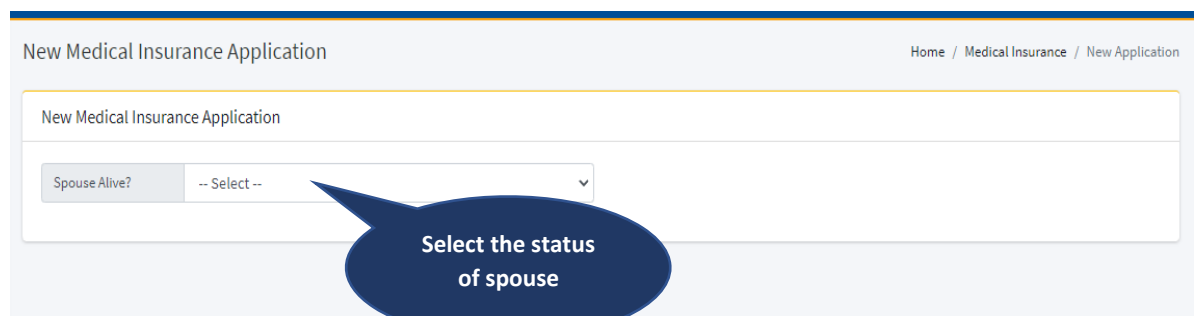 New Medical Insurance Application
Home / Medical Insurance / New Application
New Medical Insurance Application
Spouse Alive?
-- Select --
Select the status
of spouse